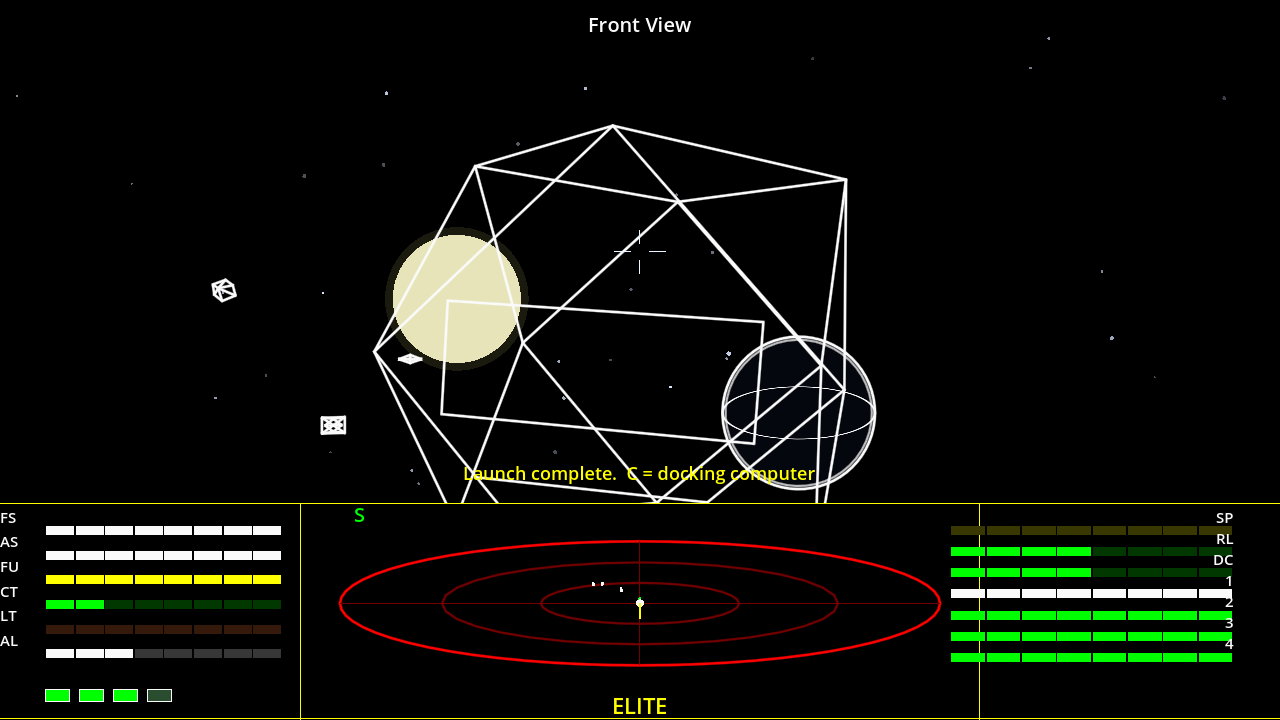 Front View
Launch complete.  C = docking computer
FS
AS
FU
CT
LT
AL
S
SP
RL
DC
1
2
3
4
ELITE